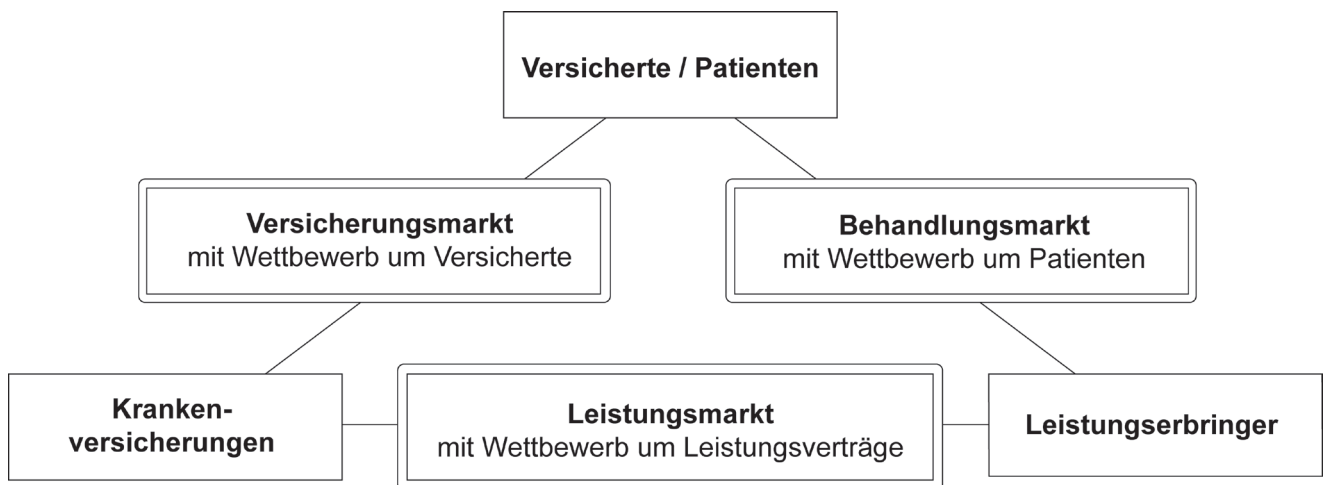 Versicherte / Patienten
Versicherungsmarkt
mit Wettbewerb um Versicherte
Behandlungsmarkt
mit Wettbewerb um Patienten
Kranken-
versicherungen
Leistungsmarkt
mit Wettbewerb um Leistungsverträge
Leistungserbringer